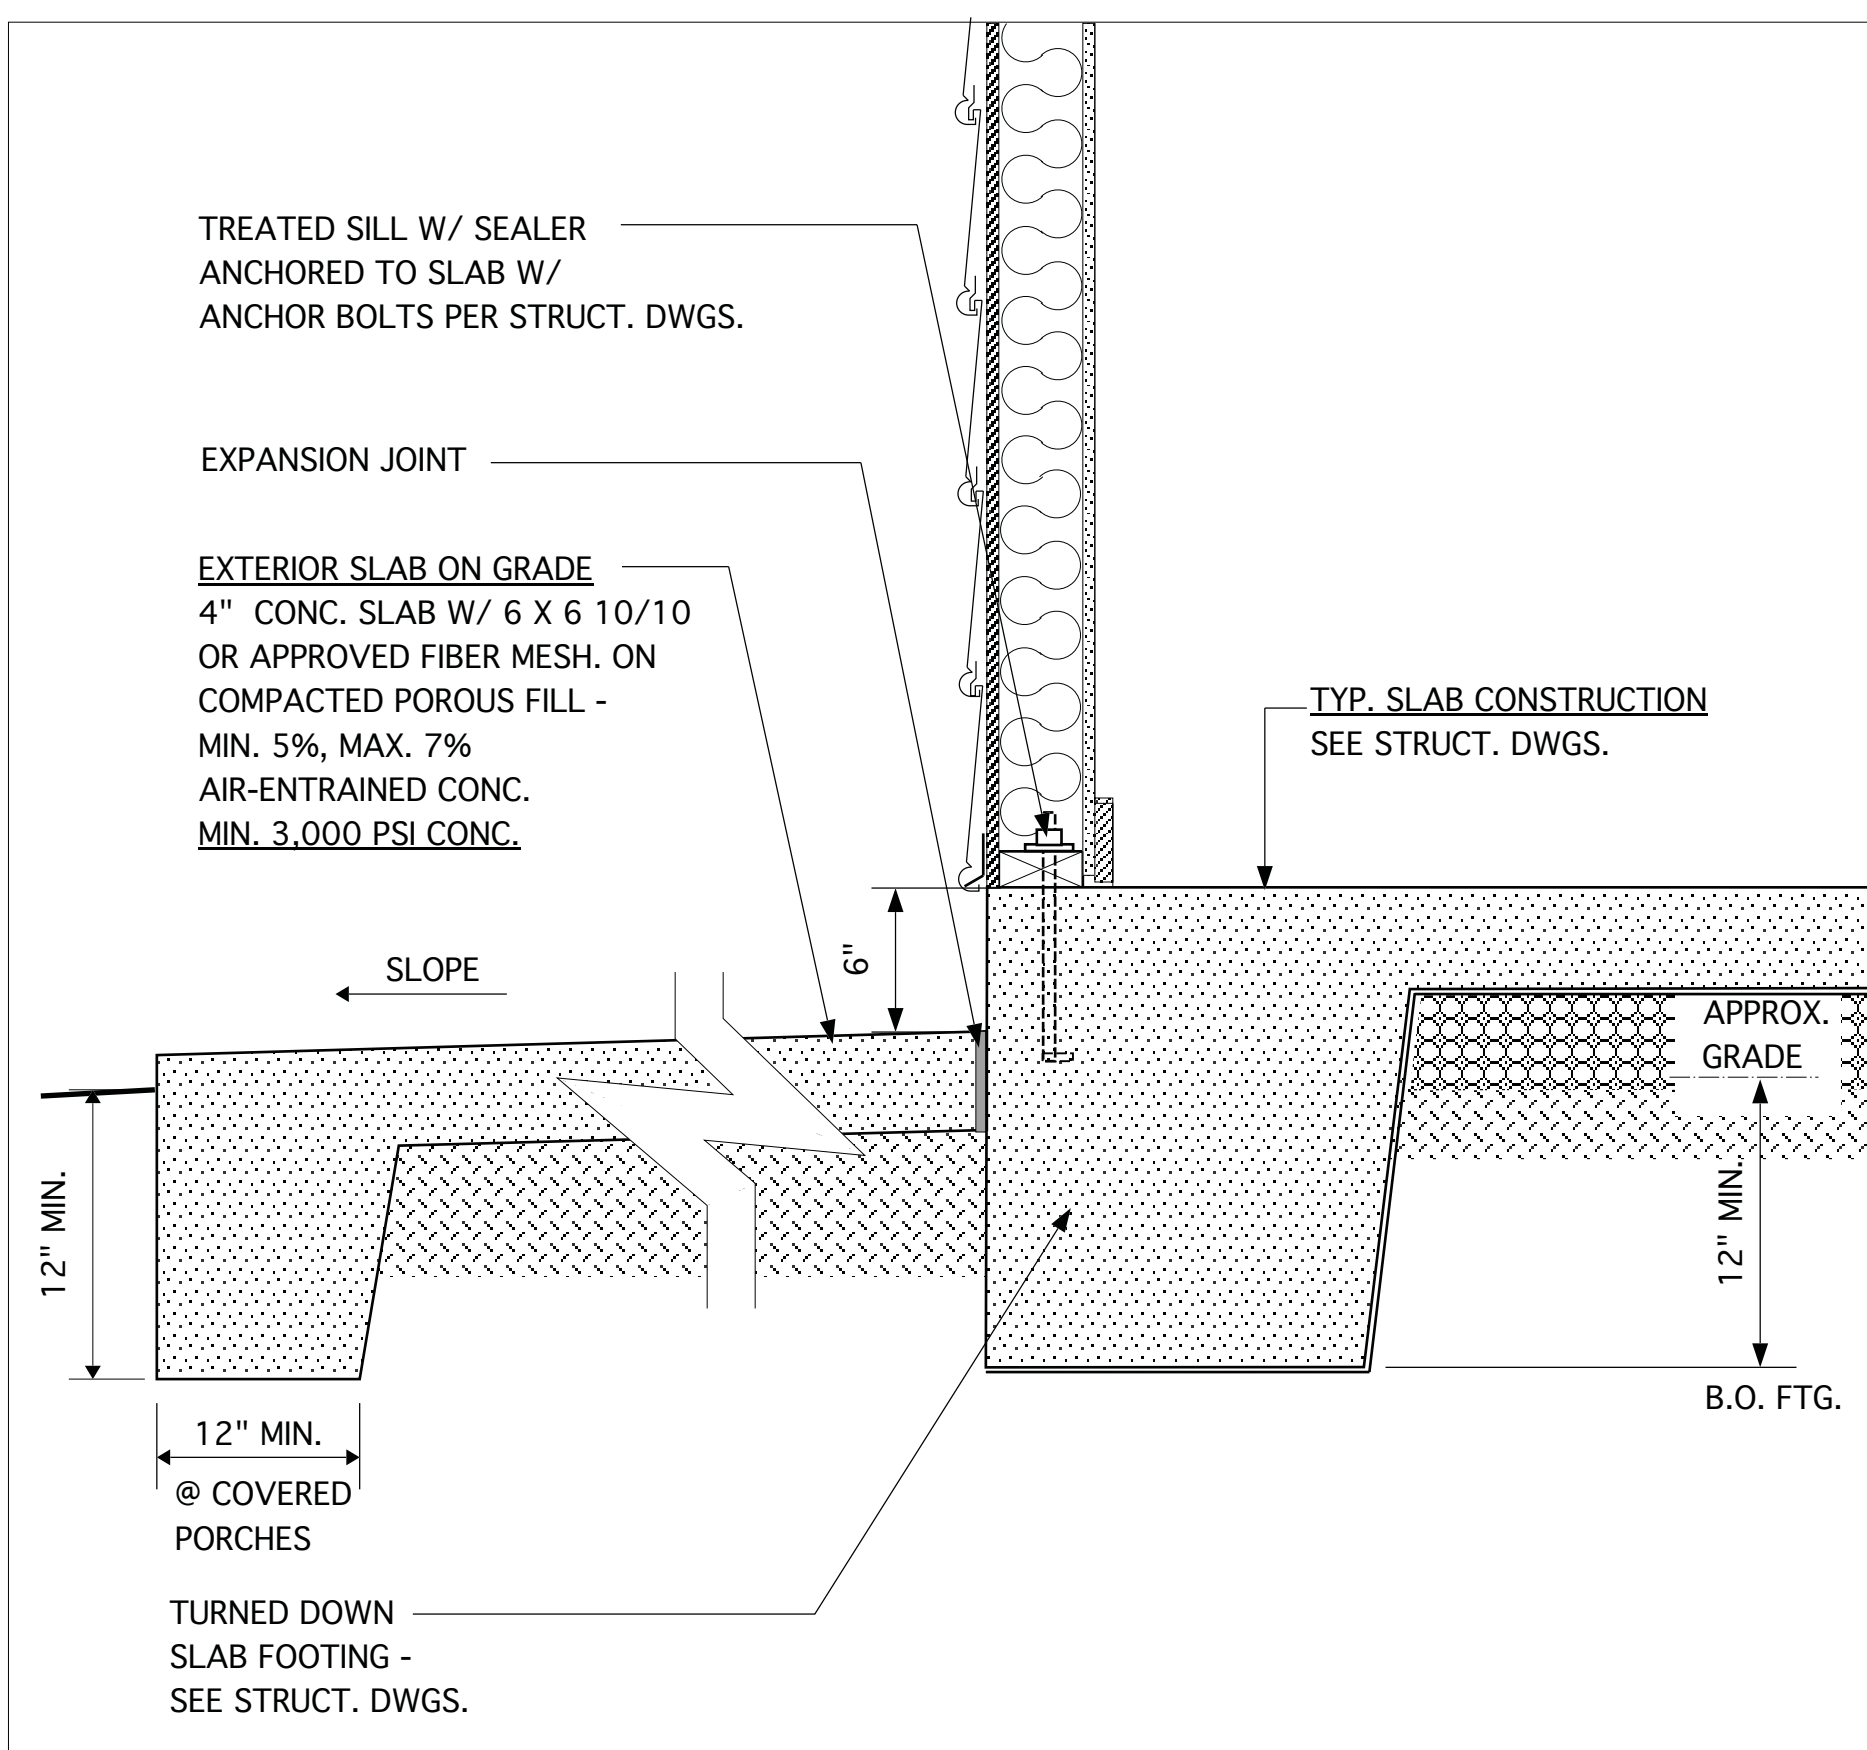 TREATED SILL W/ SEALER
ANCHORED TO SLAB W/
ANCHOR BOLTS PER STRUCT. DWGS.
EXPANSION JOINT
EXTERIOR SLAB ON GRADE
4" CONC. SLAB W/ 6 X 6 10/10
OR APPROVED FIBER MESH. ON
COMPACTED POROUS FILL -
MIN. 5%, MAX. 7%
AIR-ENTRAINED CONC.
MIN. 3,000 PSI CONC.
TYP. SLAB CONSTRUCTION
SEE STRUCT. DWGS.
6"
SLOPE
APPROX.
GRADE
12" MIN.
12" MIN.
B.O. FTG.
12" MIN.
@ COVERED
PORCHES
TURNED DOWN
SLAB FOOTING -
SEE STRUCT. DWGS.